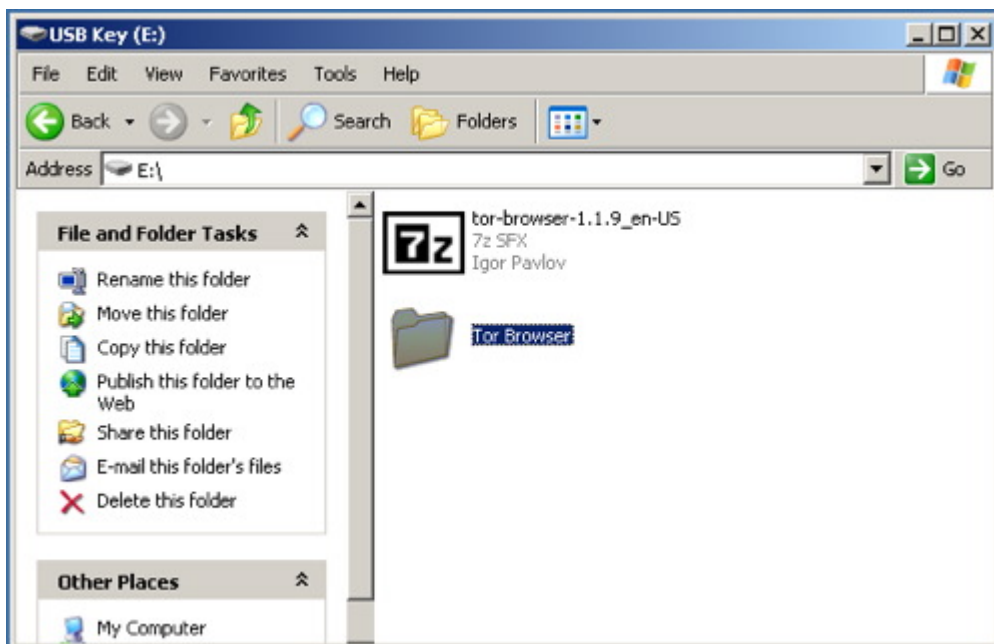 USB Key (E:)
File Edit View Favorites Tools Help
Back Search Folders
Address E:\ Go
File and Folder Tasks
Rename this folder
Move this folder
Copy this folder
Publish this folder to the
Web
Share this folder
E-mail this folder's files
Delete this folder
Other Places
My Computer
7z
tor-browser-1.1.9_en-US
7z SFX
Igor Pavlov
Tor Browser